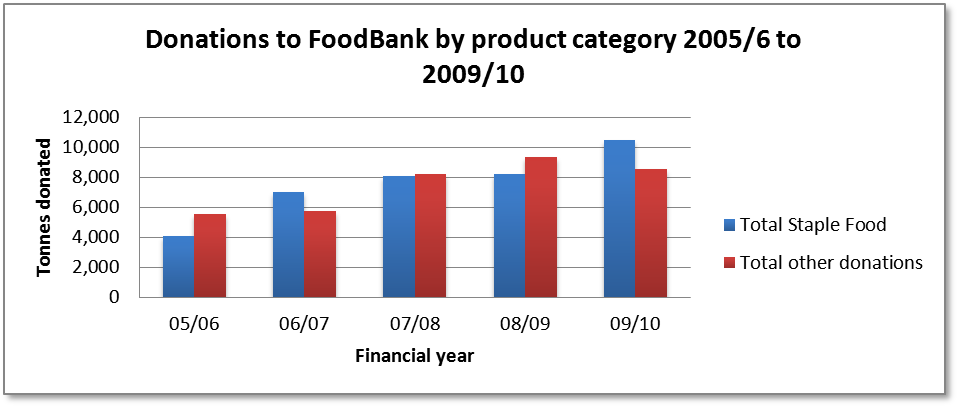 Donations to FoodBank by product category 2005/6 to
2009/10
Tonnes donated
12,000
10,000
8,000
6,000
4,000
2,000
0
05/06
06/07
07/08
08/09
09/10
Financial year
Total Staple Food
Total other donations